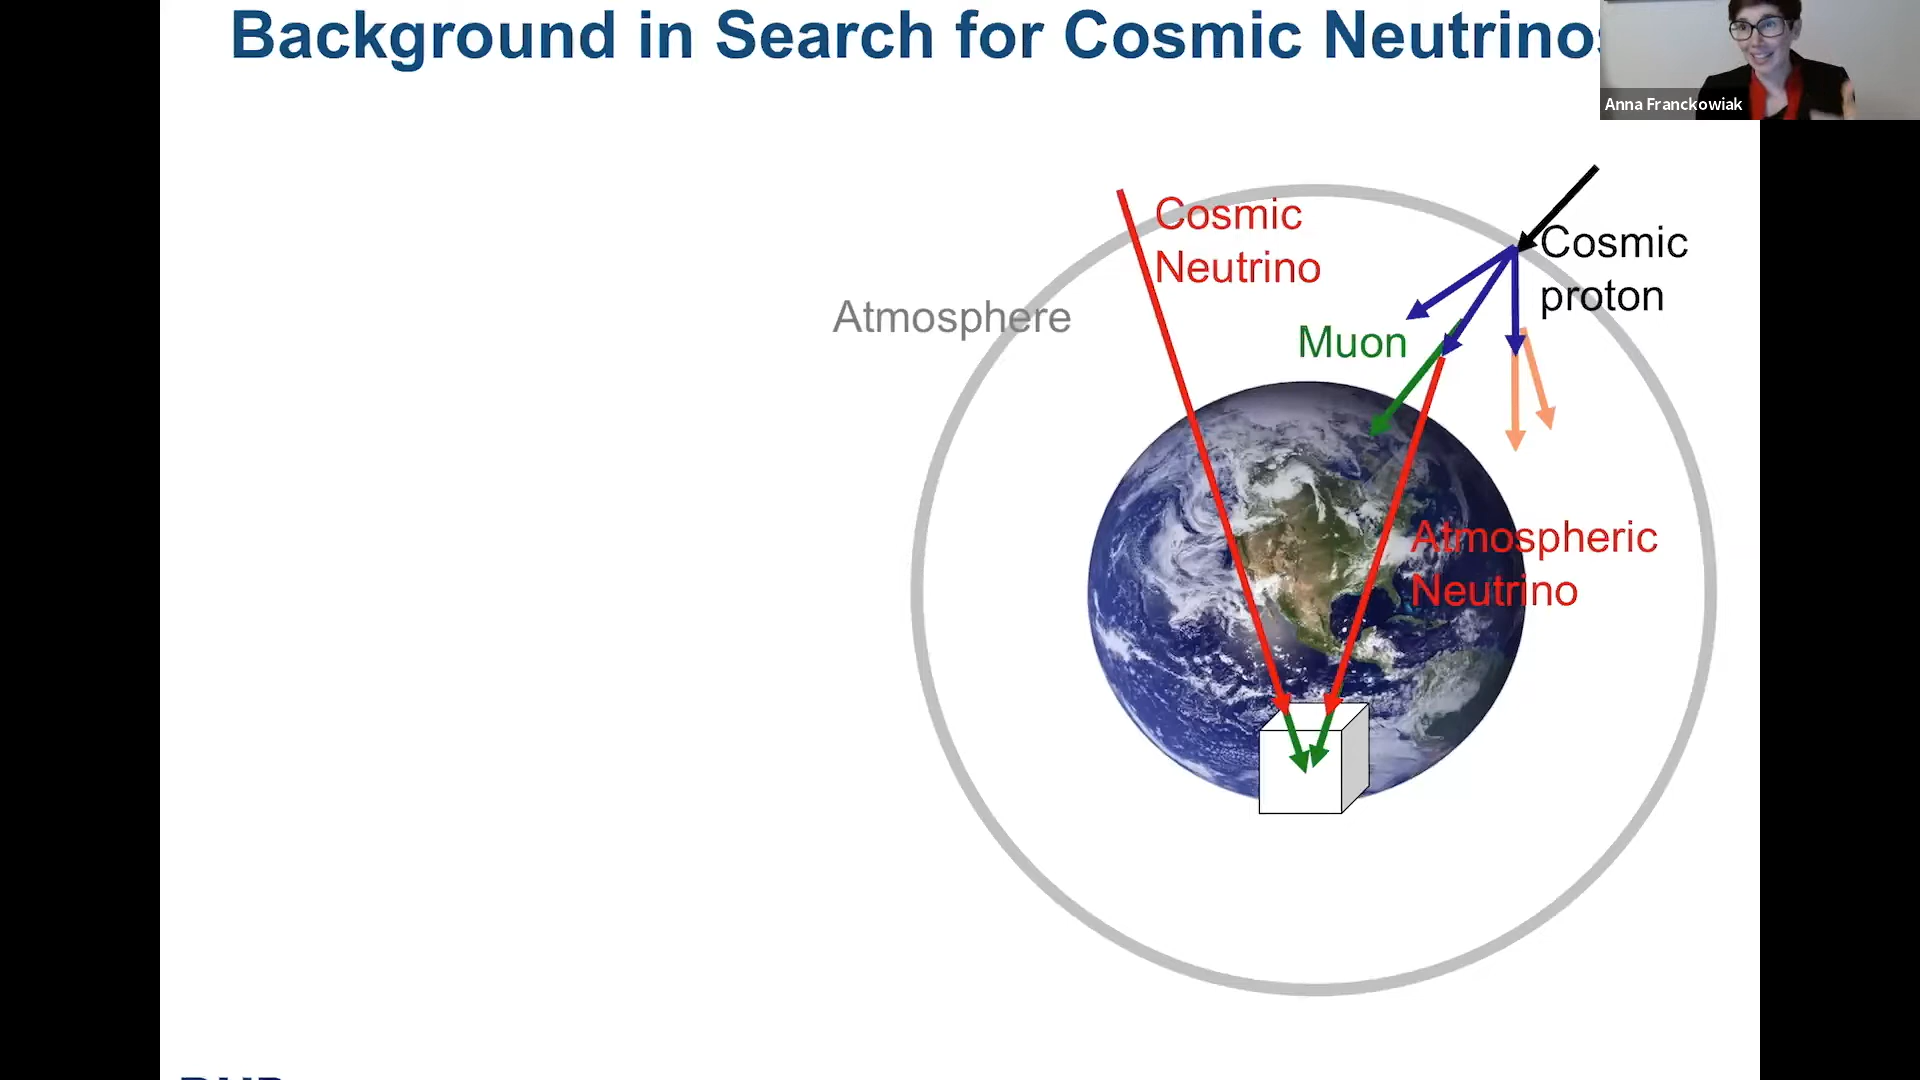 Background in Search for Cosmic Neutrinos
Anna Franckowiak
Cosmic
Neutrino
Cosmic
proton
Atmosphere
Muon
Atmospheric
Neutrino